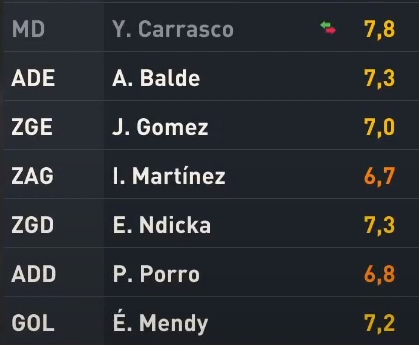 MD Y. Carrasco 7,8
ADE A. Balde 7,3
ZGE J. Gomez 7,0
ZAG I. Martínez 6,7
ZGD E. Ndicka 7,3
ADD P. Porro 6,8
GOL É. Mendy 7,2